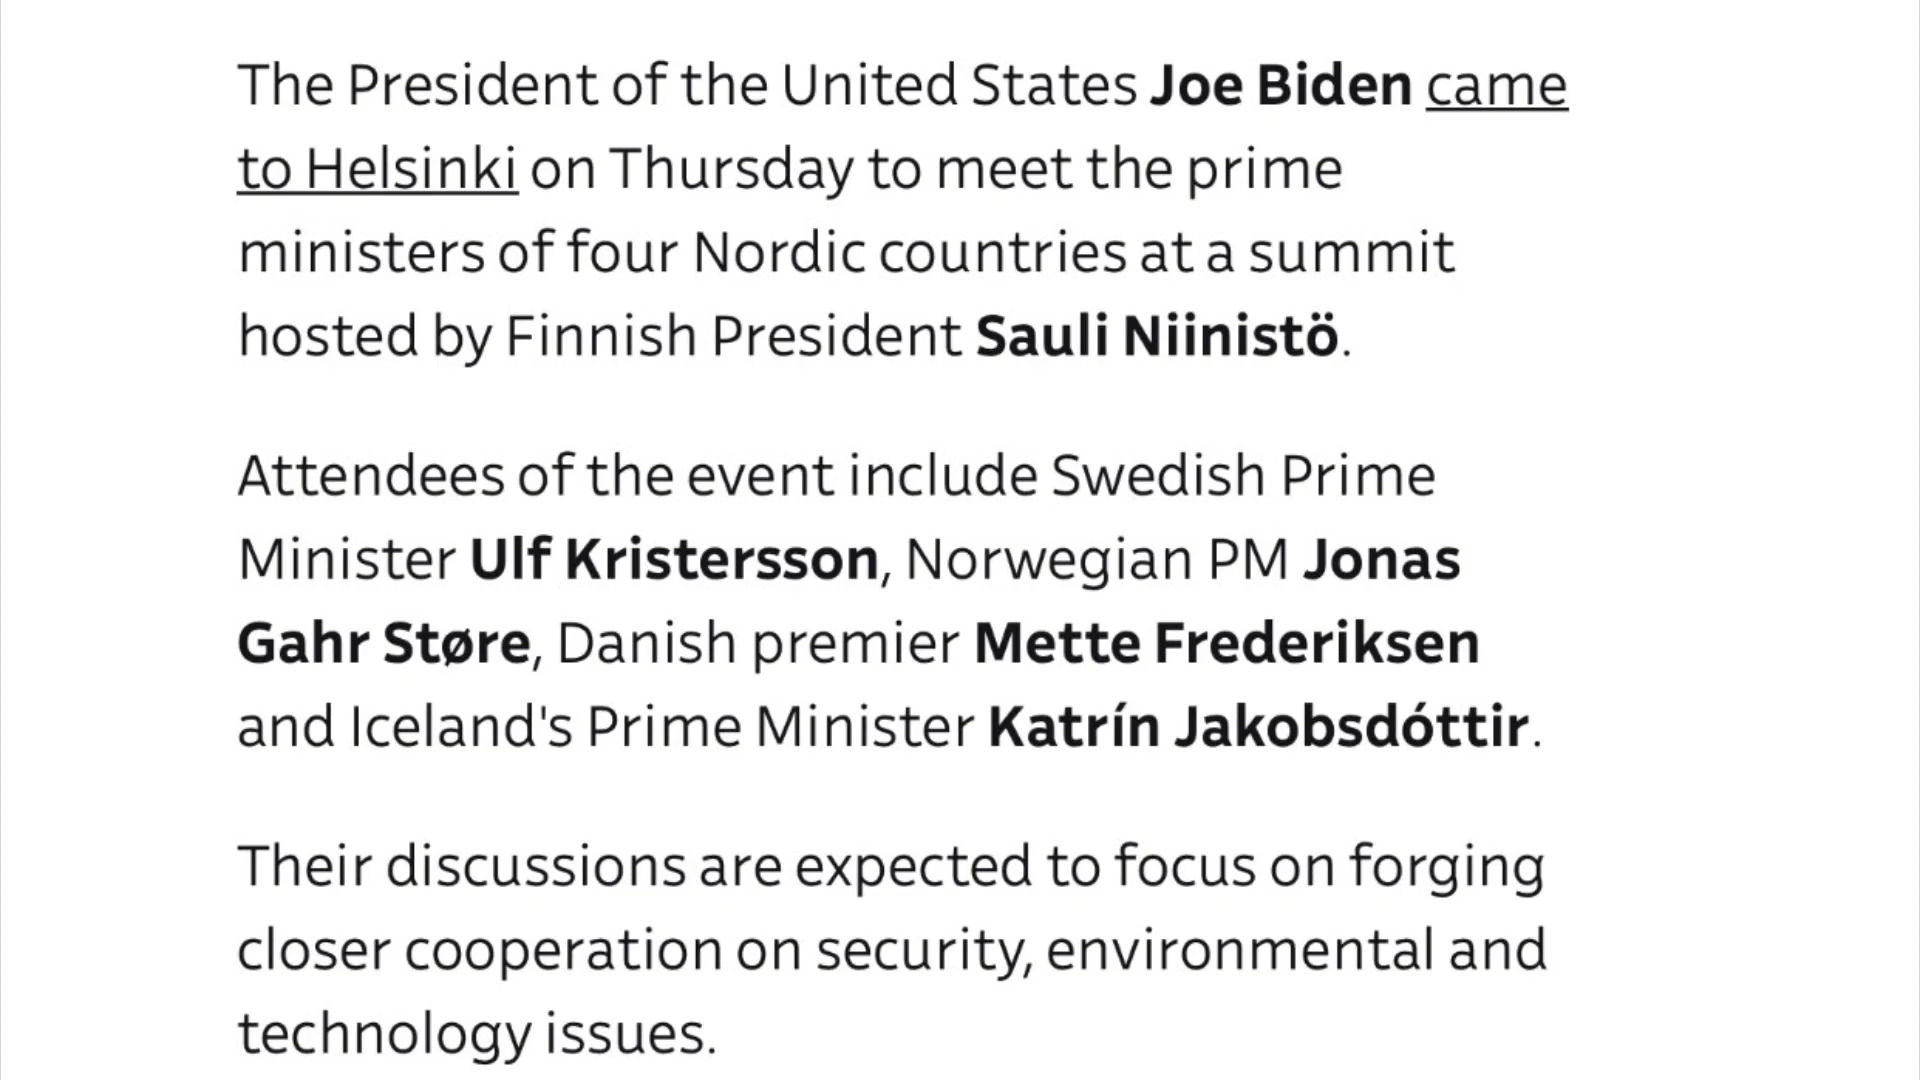 The President of the United States Joe Biden came
to Helsinki on Thursday to meet the prime
ministers of four Nordic countries at a summit
hosted by Finnish President Sauli Niinistö.
Attendees of the event include Swedish Prime
Minister Ulf Kristersson, Norwegian PM Jonas
Gahr Støre, Danish premier Mette Frederiksen
and Iceland's Prime Minister Katrín Jakobsdóttir.
Their discussions are expected to focus on forging
closer cooperation on security, environmental and
technology issues.